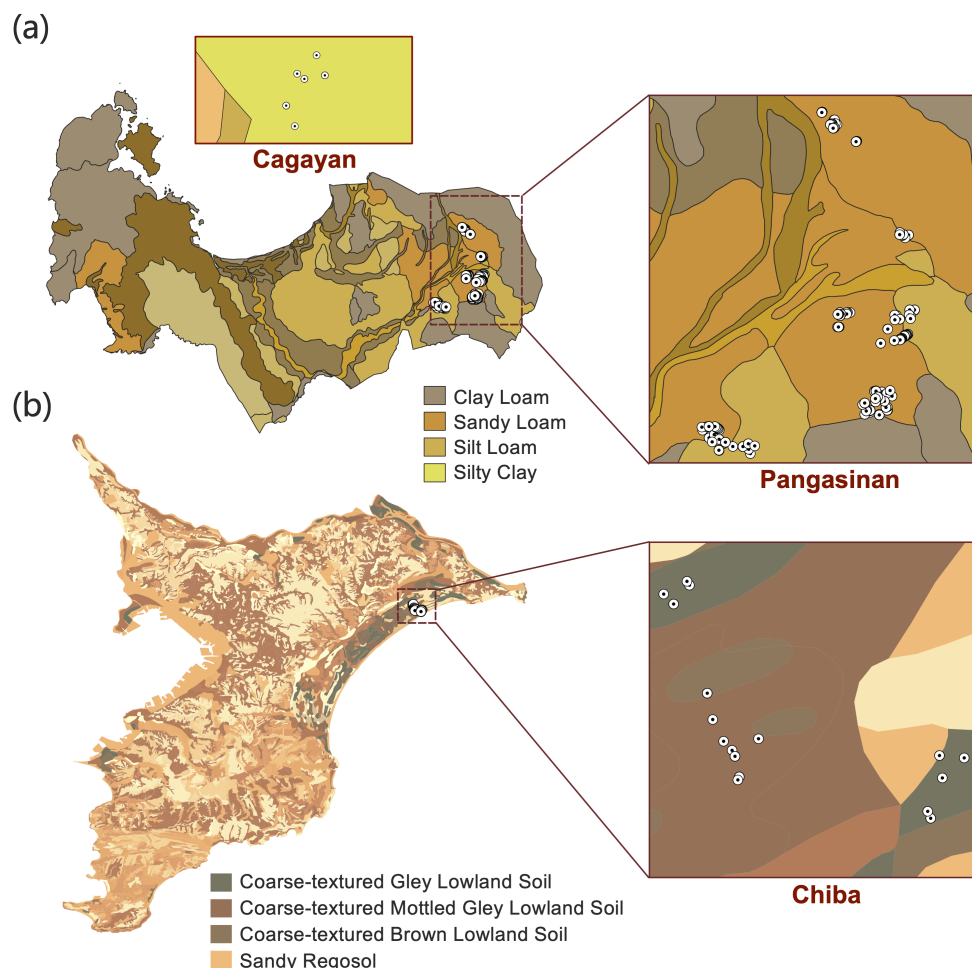 (a)
Cagayan
Clay Loam
Sandy Loam
Silt Loam
Silty Clay
Pangasinan
(b)
Coarse-textured Gley Lowland Soil
Coarse-textured Mottled Gley Lowland Soil
Coarse-textured Brown Lowland Soil
Sandy Regosol
Chiba